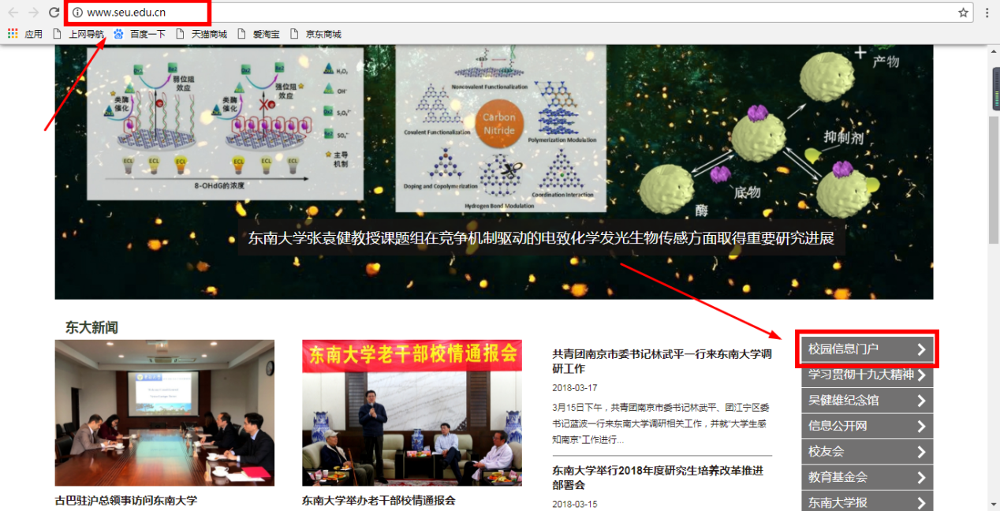 www.seu.edu.cn
应用
上网导航
百度一下
天猫商城
爱淘宝
京东商城
Ox1
Re2
弱位阻
效应
类酶
催化
Ox2
Re2
强位阻
效应
类酶
催化
H₂O₂
OH⁻
S₂O₈²⁻
SO₄⁻
主导
机制
ECL
ECL
ECL
ECL
ECL
ECL
8-OHdG的浓度
Noncovalent Functionalization
Covalent Functionalization
Carbon
Nitride
Polymerization Modulation
Doping and Copolymerization
Coordination Interaction
Hydrogen Bond Modulation
产物
抑制剂
底物
酶
东南大学张袁健教授课题组在竞争机制驱动的电致化学发光生物传感方面取得重要研究进展
东大新闻
东南大学老干部校情通报会
古巴驻沪总领事访问东南大学
东南大学举办老干部校情通报会
共青团南京市委书记林武平一行来东南大学调
研工作
2018-03-17
3月15日下午，共青团南京市委书记林武平、团江宁区委
书记蓝波一行来东南大学调研相关工作，并就"大学生感
知南京"工作进行...
东南大学举行2018年度研究生培养改革推进
部署会
2018-03-15
校园信息门户
学习贯彻十九大精神
吴健雄纪念馆
信息公开网
校友会
教育基金会
东南大学报